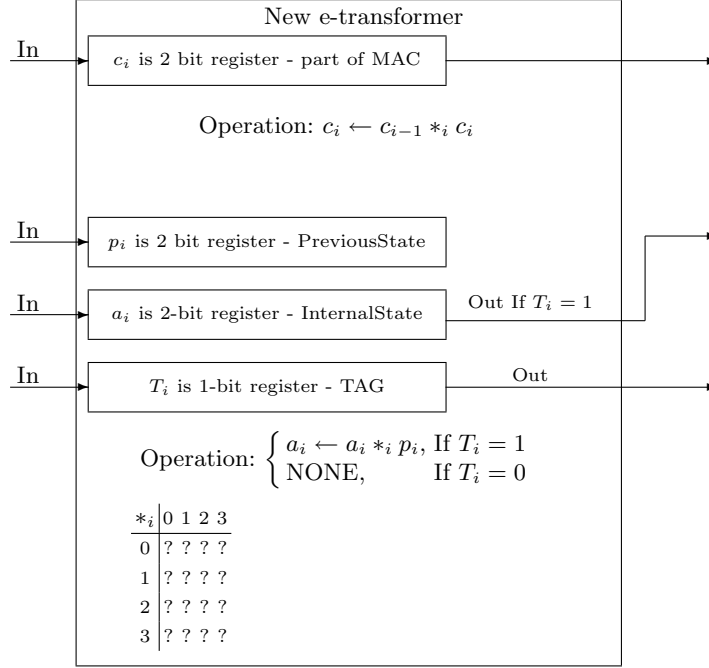 New e-transformer
In
c_i is 2 bit register - part of MAC
Operation: c_i ← c_{i−1} *_i c_i
In
p_i is 2 bit register - PreviousState
In
a_i is 2-bit register - InternalState
Out If T_i = 1
In
T_i is 1-bit register - TAG
Out
Operation: { a_i ← a_i *_i p_i, If T_i = 1
NONE, If T_i = 0
*_i 0 1 2 3
0 ? ? ? ?
1 ? ? ? ?
2 ? ? ? ?
3 ? ? ? ?